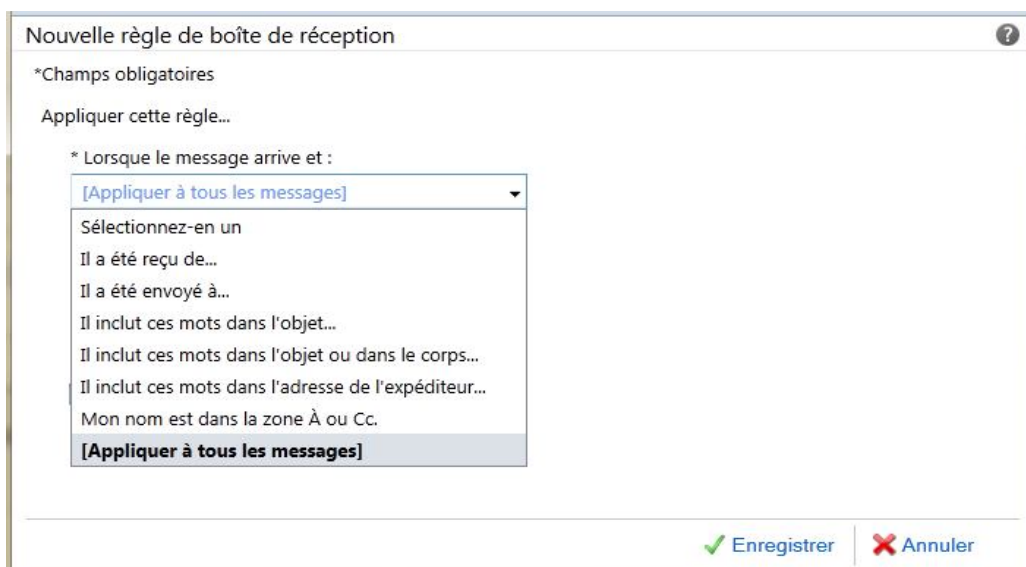 Nouvelle règle de boîte de réception
*Champs obligatoires
Appliquer cette règle...
* Lorsque le message arrive et :
[Appliquer à tous les messages]
Sélectionnez-en un
Il a été reçu de...
Il a été envoyé à...
Il inclut ces mots dans l'objet...
Il inclut ces mots dans l'objet ou dans le corps...
Il inclut ces mots dans l'adresse de l'expéditeur...
Mon nom est dans la zone À ou Cc.
[Appliquer à tous les messages]
Enregistrer Annuler